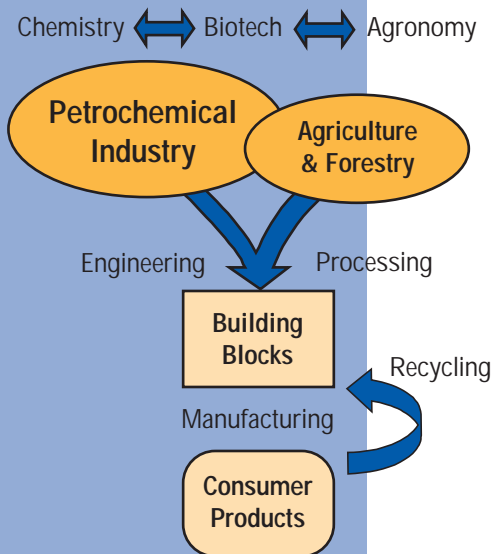 Chemistry Biotech Agronomy
Petrochemical
Industry
Agriculture
& Forestry
Engineering Processing
Building
Blocks
Recycling
Manufacturing
Consumer
Products